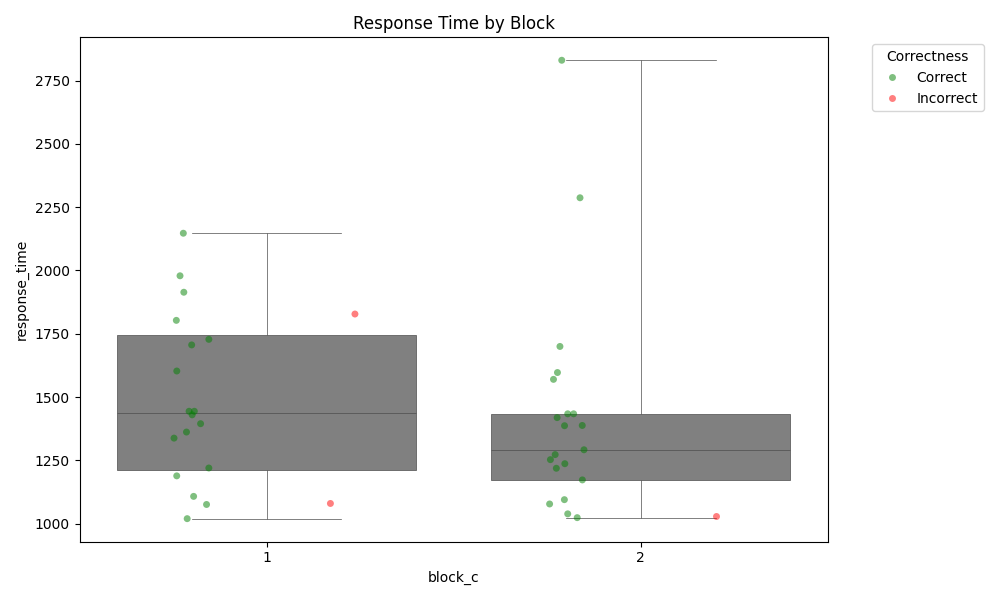 Response Time by Block
Correctness
Correct
Incorrect
response_time
2750
2500
2250
2000
1750
1500
1250
1000
1
2
block_c